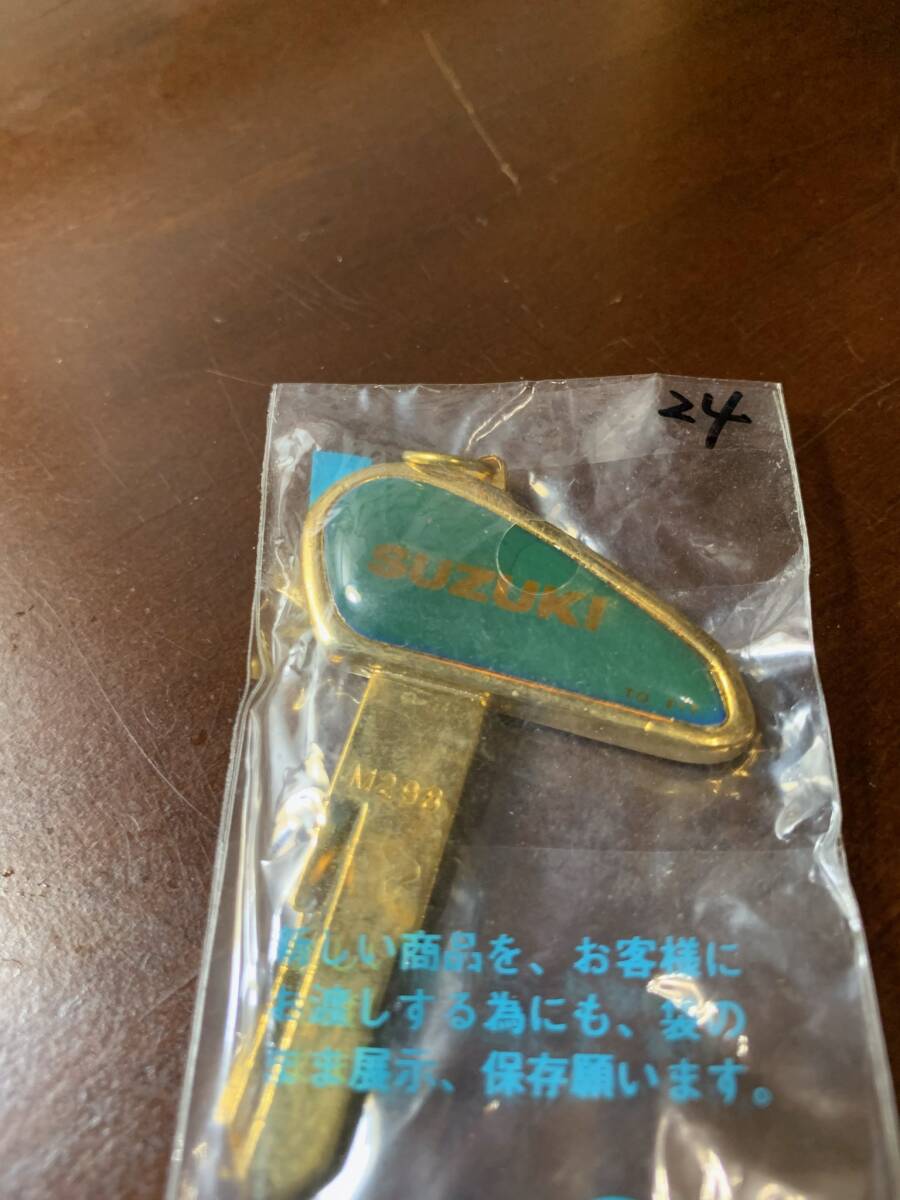 24
SUZUKI
M298
新しい商品を、お客様に
お渡しする為にも、袋の
まま展示、保存願います。